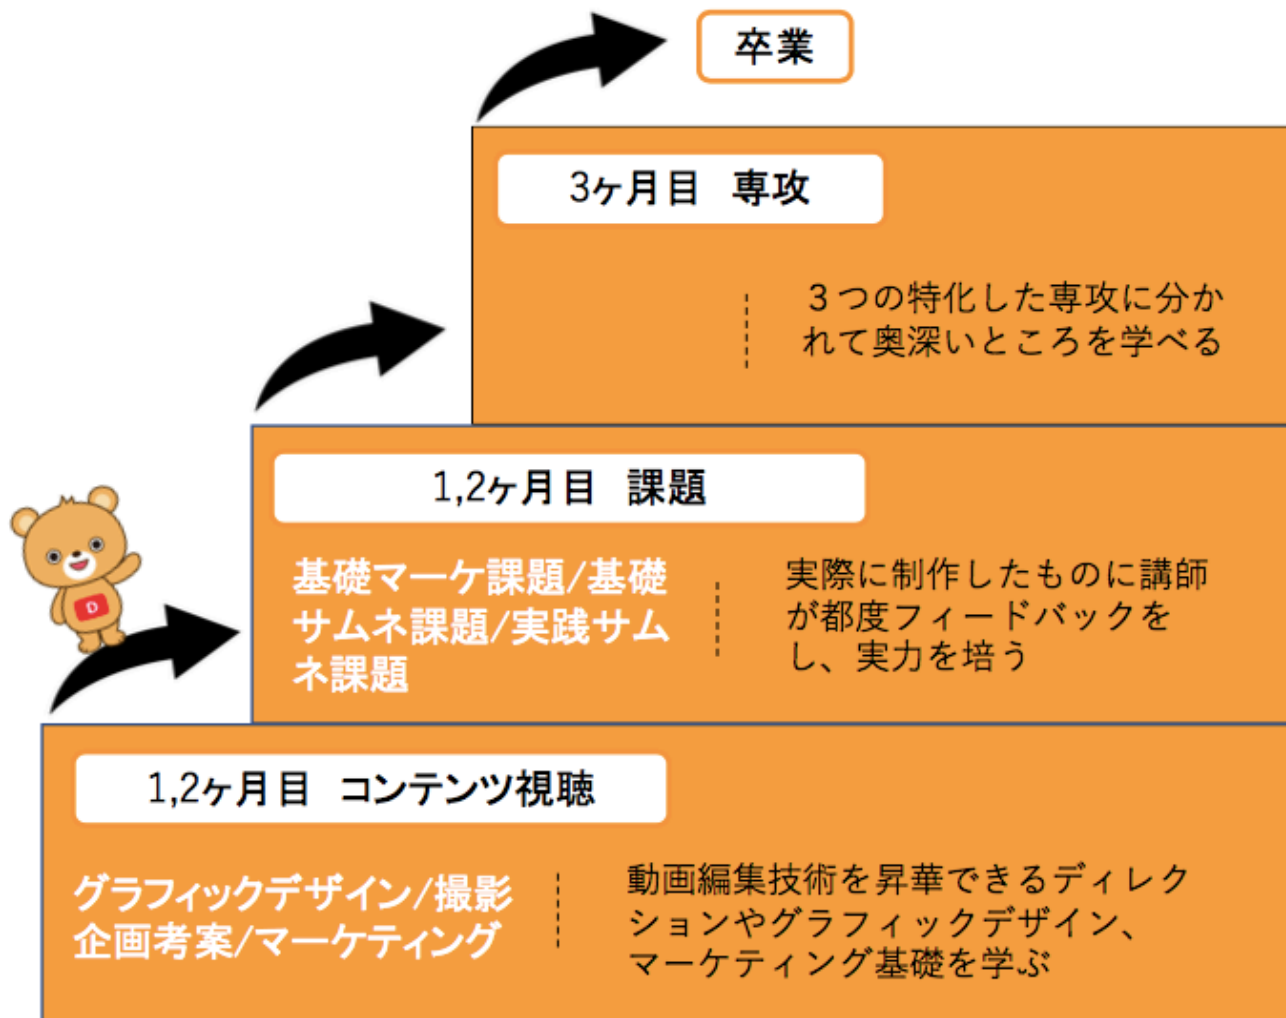 卒業
3ヶ月目 専攻
３つの特化した専攻に分か
れて奥深いところを学べる
1,2ヶ月目 課題
基礎マーケ課題/基礎
サムネ課題/実践サム
ネ課題
実際に制作したものに講師
が都度フィードバックを
し、実力を培う
D
1,2ヶ月目 コンテンツ視聴
グラフィックデザイン/撮影
企画考案/マーケティング
動画編集技術を昇華できるディレク
ションやグラフィックデザイン、
マーケティング基礎を学ぶ